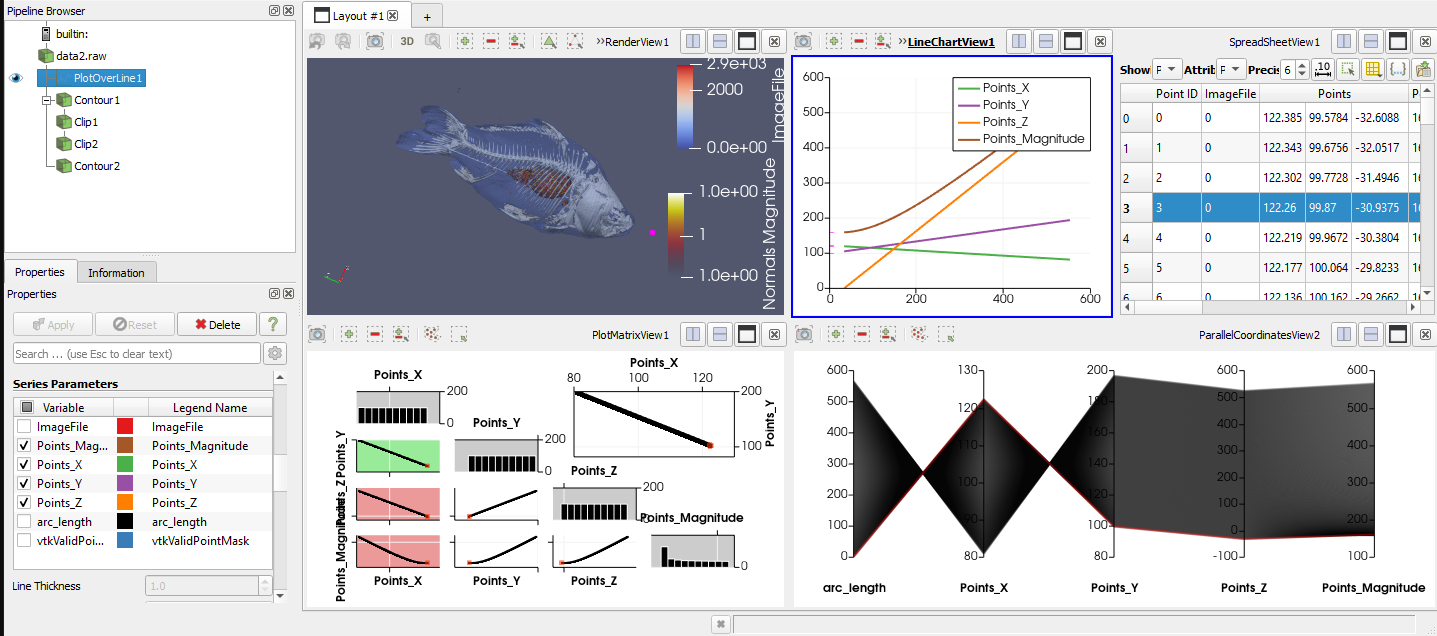 Pipeline Browser
builtin:
data2.raw
PlotOverLine1
Contour1
Clip1
Clip2
Contour2
Properties
Information
Properties
Apply
Reset
Delete
?
Search ... (use Esc to clear text)
Series Parameters
Variable Legend Name
ImageFile ImageFile
Points_Mag... Points_Magnitude
Points_X Points_X
Points_Y Points_Y
Points_Z Points_Z
arc_length arc_length
vtkValidPoi... vtkValidPointMask
Line Thickness 1.0
Layout #1
+
3D
»RenderView1
2.9e+03
2000
0.0e+00
ImageFile
1.0e+00
1
1.0e+00
Normals Magnitude
»LineChartView1
600
500
400
300
200
100
0
0 200 400 600
Points_X
Points_Y
Points_Z
Points_Magnitude
SpreadSheetView1
Show P Attrib P Precis 6 .10 {..}
Point ID ImageFile Points P
0 0 0 122.385 99.5784 -32.6088 16
1 1 0 122.343 99.6756 -32.0517 16
2 2 0 122.302 99.7728 -31.4946 16
3 3 0 122.26 99.87 -30.9375 16
4 4 0 122.219 99.9672 -30.3804 16
5 5 0 122.177 100.064 -29.8233 16
6 6 0 122.136 100.162 -29.2662 16
PlotMatrixView1
Points_X
200
0
Points_Y
Points_Y
200
0
Points_Z
Points_Z
200
0
Points_Magnitude
Points_Magnitude
0
Points_X Points_Y Points_Z
Points_X
80 120
200
100
Points_Y
ParallelCoordinatesView2
600
500
400
300
200
100
0
arc_length
130
120
110
100
90
80
Points_X
200
180
160
140
120
100
80
Points_Y
600
500
400
300
200
100
0
-100
Points_Z
600
500
400
300
200
100
Points_Magnitude